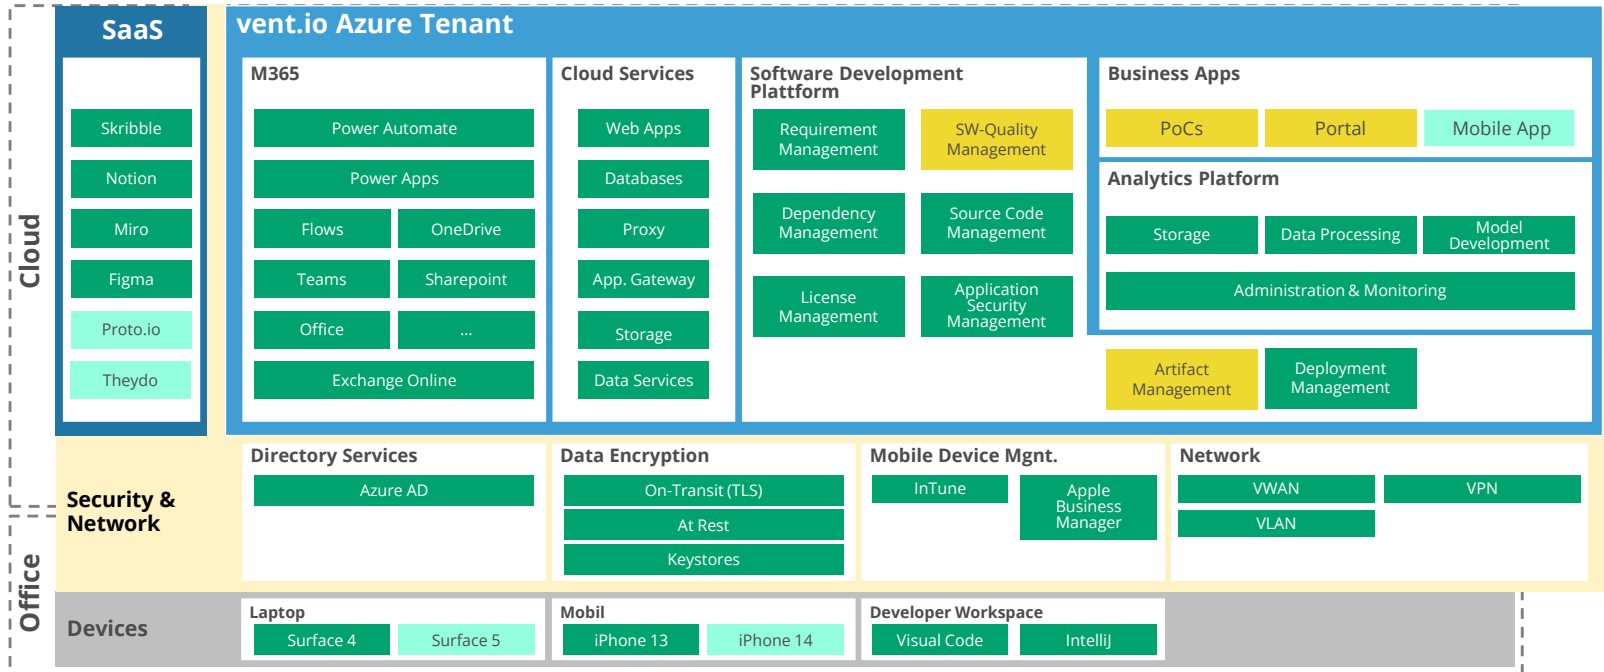 SaaS
vent.io Azure Tenant
Cloud
Skribble
Notion
Miro
Figma
Proto.io
Theydo
M365
Power Automate
Power Apps
Flows
OneDrive
Teams
Sharepoint
Office
...
Exchange Online
Cloud Services
Web Apps
Databases
Proxy
App. Gateway
Storage
Data Services
Software Development
Plattform
Requirement
Management
SW-Quality
Management
Dependency
Management
Source Code
Management
License
Management
Application
Security
Management
Business Apps
PoCs
Portal
Mobile App
Analytics Platform
Storage
Data Processing
Model
Development
Administration & Monitoring
Artifact
Management
Deployment
Management
Security &
Network
Directory Services
Azure AD
Data Encryption
On-Transit (TLS)
At Rest
Keystores
Mobile Device Mgnt.
InTune
Apple
Business
Manager
Network
VWAN
VPN
VLAN
Office
Devices
Laptop
Surface 4
Surface 5
Mobil
iPhone 13
iPhone 14
Developer Workspace
Visual Code
IntelliJ